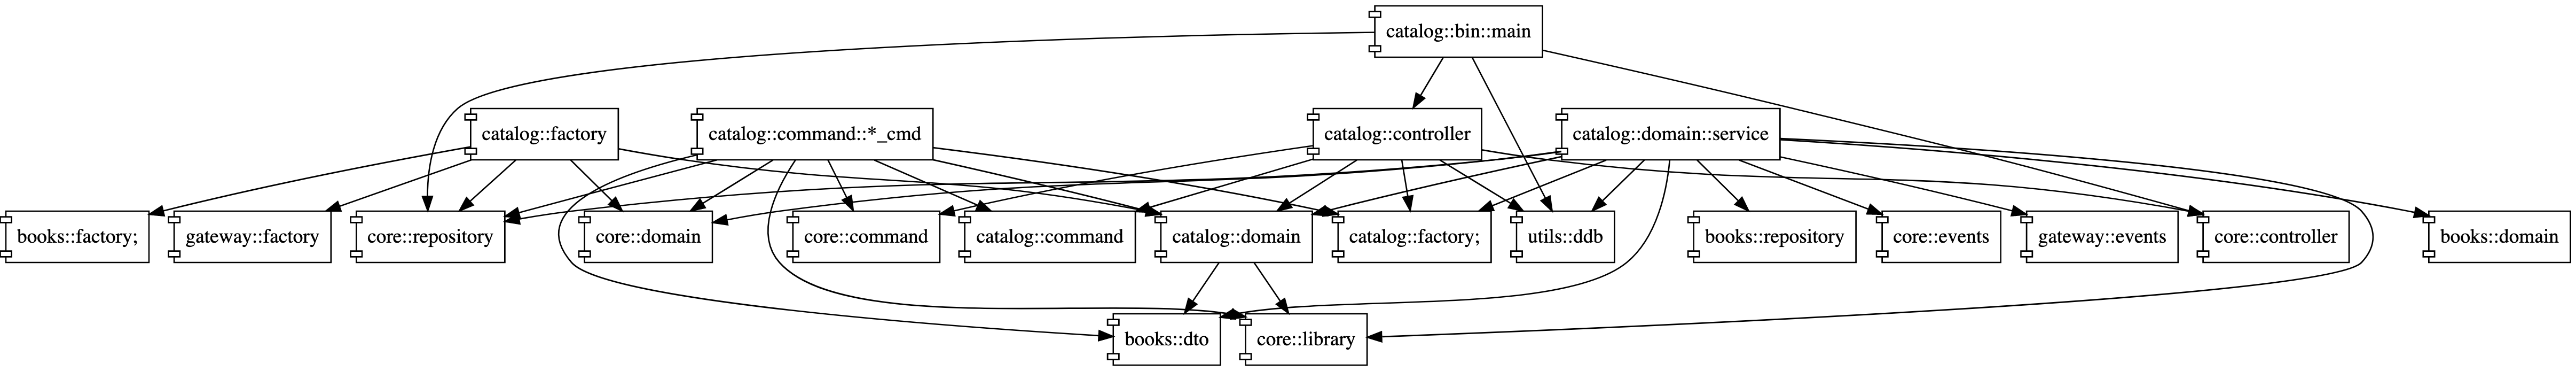 catalog::bin::main
catalog::factory
catalog::command::*_cmd
catalog::controller
catalog::domain::service
books::factory;
gateway::factory
core::repository
core::domain
core::command
catalog::command
catalog::domain
catalog::factory;
utils::ddb
books::repository
core::events
gateway::events
core::controller
books::domain
books::dto
core::library